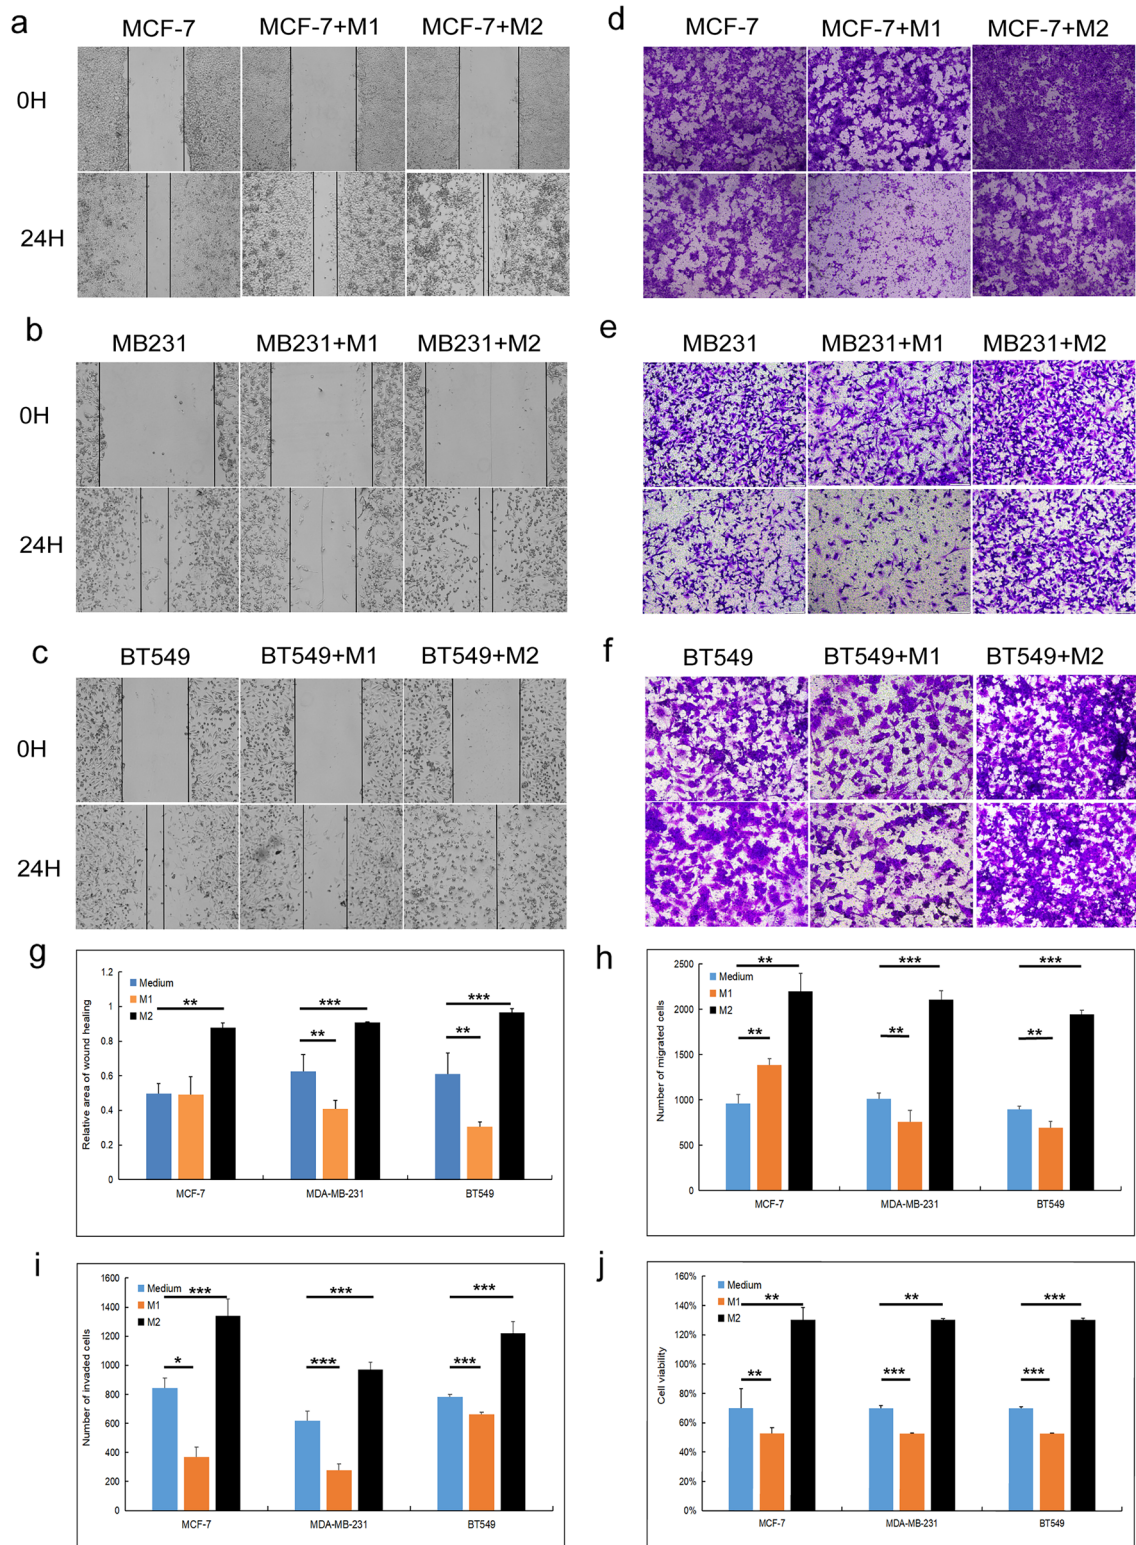 a
MCF-7 MCF-7+M1 MCF-7+M2
0H
24H
b
MB231 MB231+M1 MB231+M2
0H
24H
c
BT549 BT549+M1 BT549+M2
0H
24H
d
MCF-7 MCF-7+M1 MCF-7+M2
e
MB231 MB231+M1 MB231+M2
f
BT549 BT549+M1 BT549+M2
g
Relative area of wound healing
1.2
1
0.8
0.6
0.4
0.2
0
Medium
M1
M2
**
*** **
*** **
MCF-7 MDA-MB-231 BT549
h
Number of migrated cells
2500
2000
1500
1000
500
0
Medium
M1
M2
** **
*** **
*** **
MCF-7 MDA-MB-231 BT549
i
Number of invaded cells
1600
1400
1200
1000
800
600
400
200
0
Medium
M1
M2
*** *
*** ***
*** ***
MCF-7 MDA-MB-231 BT549
j
Cell viability
160%
140%
120%
100%
80%
60%
40%
20%
0%
Medium
M1
M2
** **
** ***
*** ***
MCF-7 MDA-MB-231 BT549